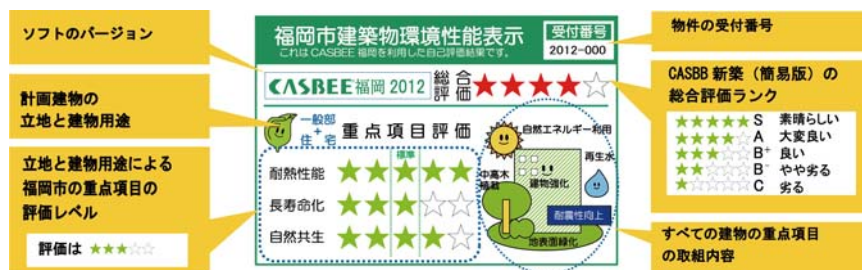 ソフトのバージョン
計画建物の
立地と建物用途
立地と建物用途による
福岡市の重点項目の
評価レベル
評価は ★★★☆☆
福岡市建築物環境性能表示
これはCASBEE福岡を利用した自己評価結果です。
受付番号
2012-000
CASBEE福岡 2012
総合
評価
★★★★☆
一般部
+
住宅
重点項目評価
標準
耐熱性能 ★★★★★
長寿命化 ★★★☆☆
自然共生 ★★★★☆
自然エネルギー利用
再生水
中高木
植栽
建物強化
耐震性向上
地表面緑化
物件の受付番号
CASBB 新築（簡易版）の
総合評価ランク
★★★★★ S 素晴らしい
★★★★☆ A 大変良い
★★★☆☆ B+ 良い
★★☆☆☆ B- やや劣る
★☆☆☆☆ C 劣る
すべての建物の重点項目
の取組内容